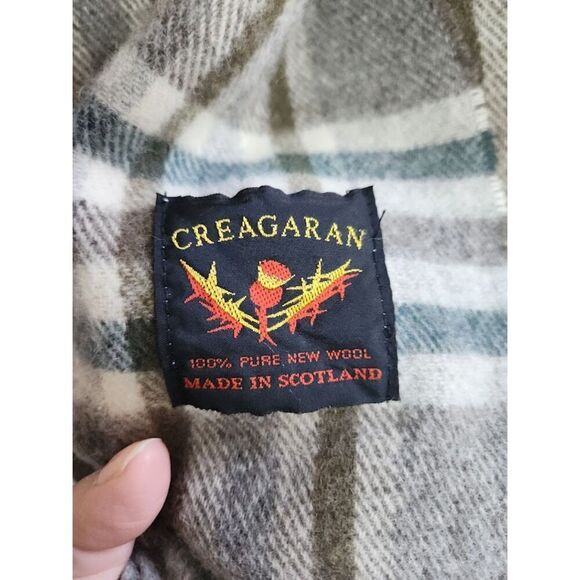 CREAGARAN
100% PURE NEW WOOL
MADE IN SCOTLAND